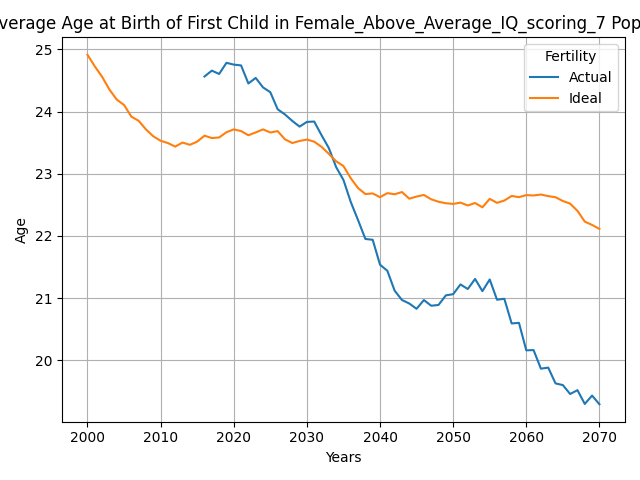 verage Age at Birth of First Child in Female_Above_Average_IQ_scoring_7 Pop
Fertility
Actual
Ideal
25
24
23
22
21
20
Age
2000 2010 2020 2030 2040 2050 2060 2070
Years